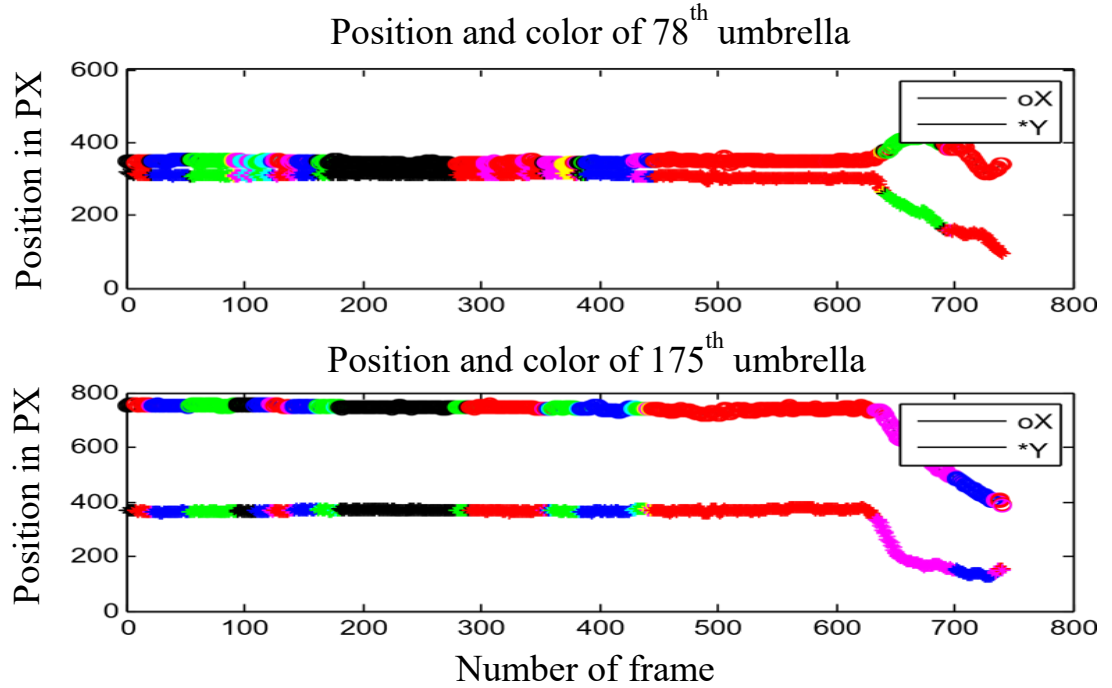 Position and color of 78th umbrella
Position in PX
600
400
200
0
oX
*Y
0 100 200 300 400 500 600 700 800
Position and color of 175th umbrella
Position in PX
800
600
400
200
0
oX
*Y
0 100 200 300 400 500 600 700 800
Number of frame